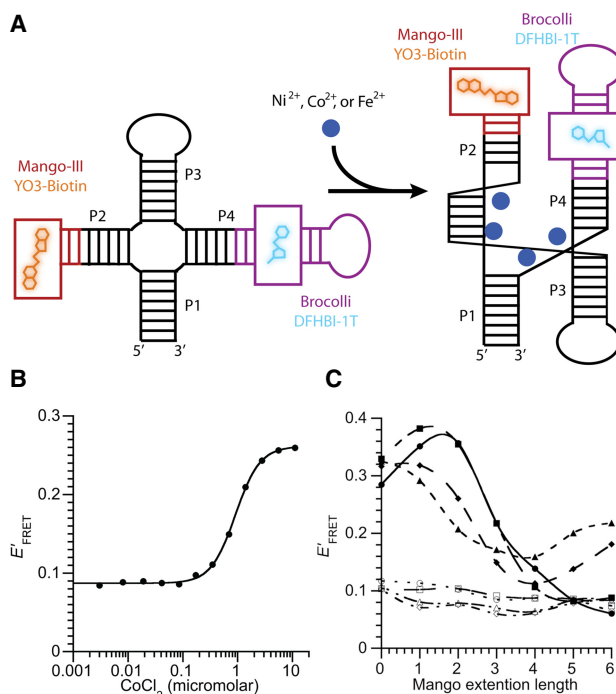 A
Mango-III
YO3-Biotin
P2
P3
P4
P1
5′
3′
Brocolli
DFHBI-1T
Ni2+, Co2+, or Fe2+
Mango-III
YO3-Biotin
Brocolli
DFHBI-1T
P2
P4
P1
P3
5′
3′
B
0.3
0.2
0.1
0
E′FRET
0.001
0.01
0.1
1
10
CoCl2 (micromolar)
C
0.4
0.3
0.2
0.1
0
E′FRET
0
1
2
3
4
5
6
Mango extention length